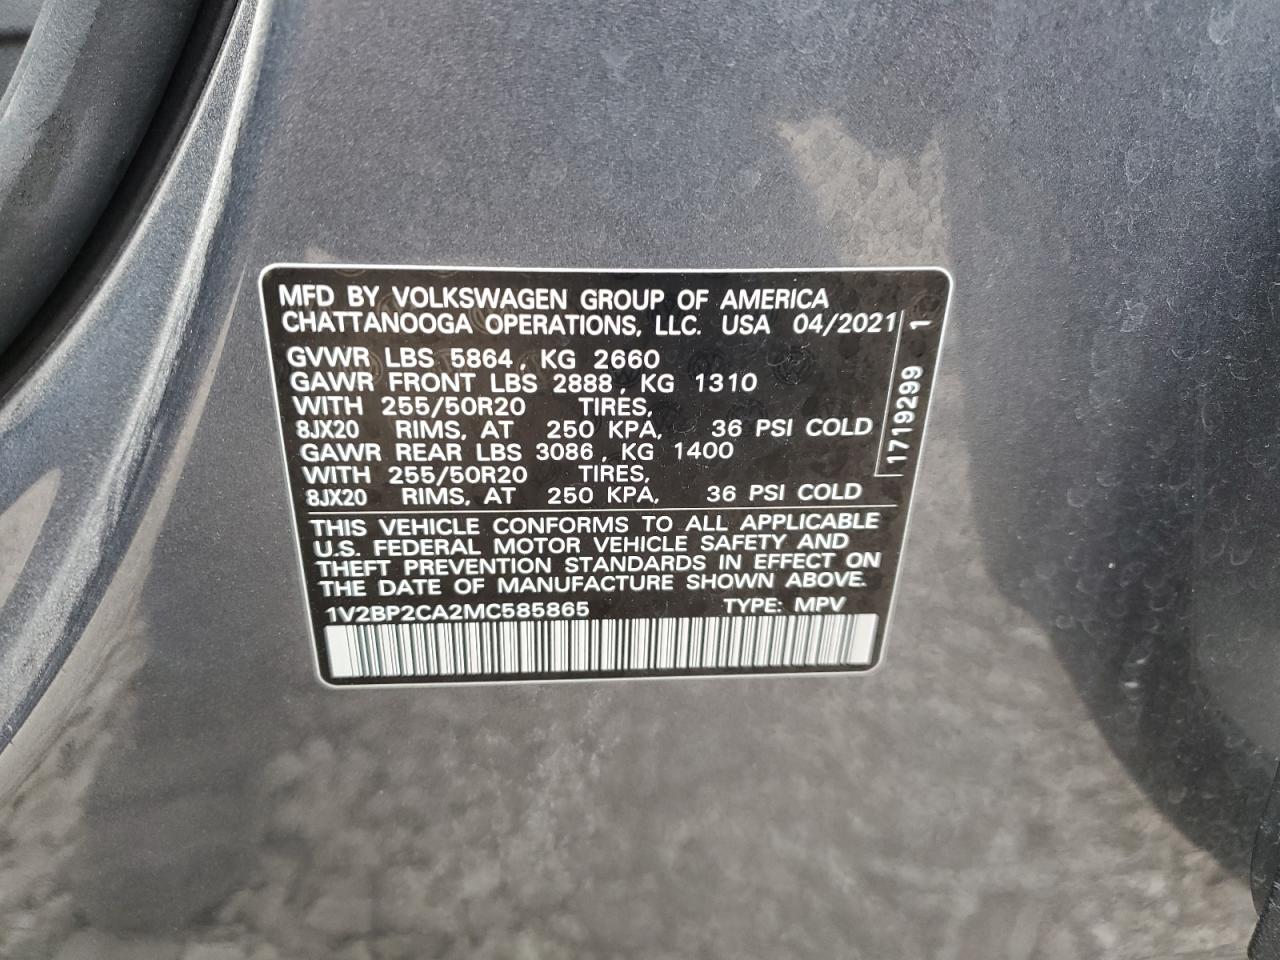 MFD BY VOLKSWAGEN GROUP OF AMERICA
CHATTANOOGA OPERATIONS, LLC. USA 04/2021
GVWR LBS 5864, KG 2660
GAWR FRONT LBS 2888, KG 1310
WITH 255/50R20 TIRES,
8JX20 RIMS, AT 250 KPA, 36 PSI COLD
GAWR REAR LBS 3086, KG 1400
WITH 255/50R20 TIRES,
8JX20 RIMS, AT 250 KPA, 36 PSI COLD
1719299 1
THIS VEHICLE CONFORMS TO ALL APPLICABLE
U.S. FEDERAL MOTOR VEHICLE SAFETY AND
THEFT PREVENTION STANDARDS IN EFFECT ON
THE DATE OF MANUFACTURE SHOWN ABOVE.
1V2BP2CA2MC585865 TYPE: MPV